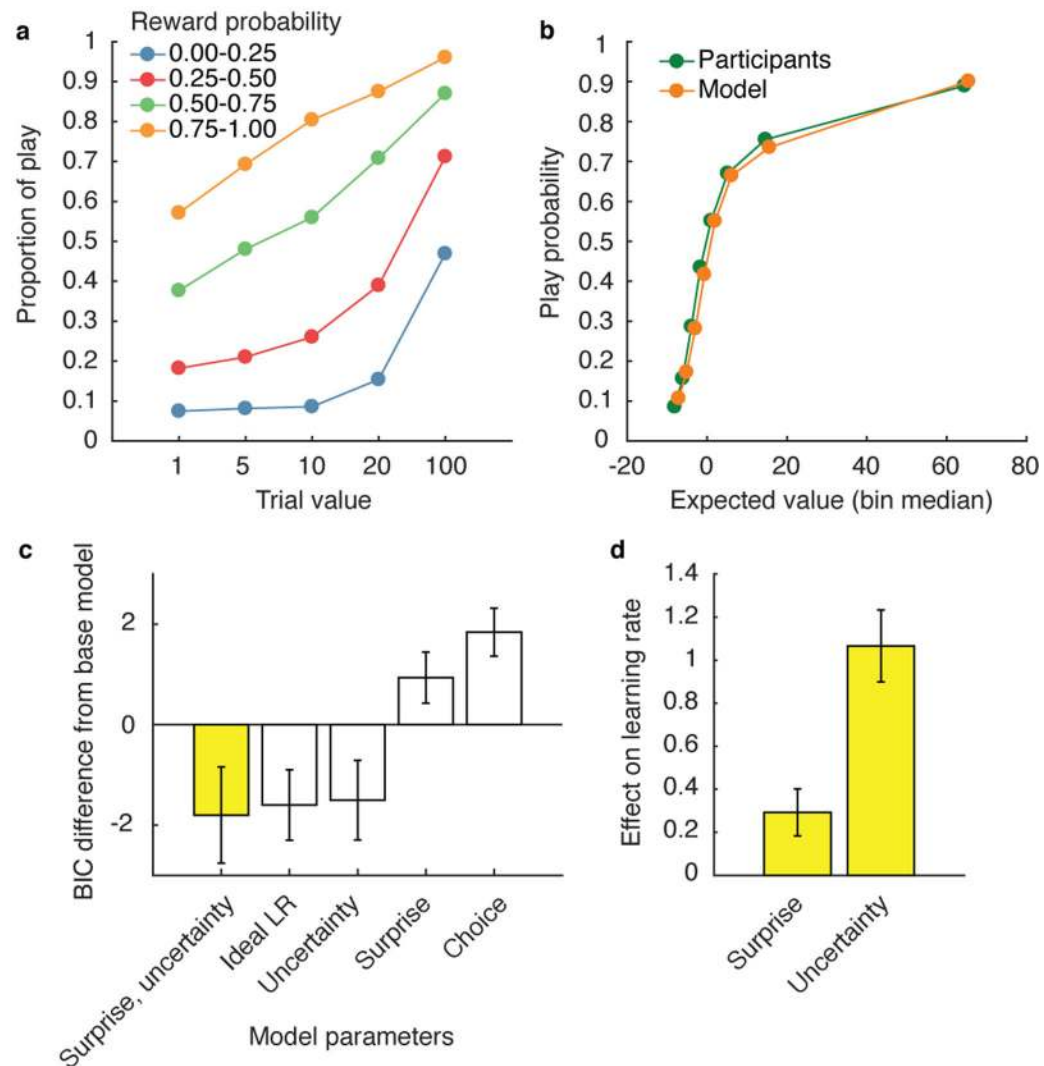 a
Reward probability
0.00-0.25
0.25-0.50
0.50-0.75
0.75-1.00
1
0.9
0.8
0.7
0.6
0.5
0.4
0.3
0.2
0.1
0
Proportion of play
1 5 10 20 100
Trial value
b
Participants
Model
1
0.9
0.8
0.7
0.6
0.5
0.4
0.3
0.2
0.1
0
Play probability
-20 0 20 40 60 80
Expected value (bin median)
c
BIC difference from base model
2
0
-2
Surprise, uncertainty
Ideal LR
Uncertainty
Surprise
Choice
Model parameters
d
Effect on learning rate
1.4
1.2
1
0.8
0.6
0.4
0.2
0
Surprise
Uncertainty